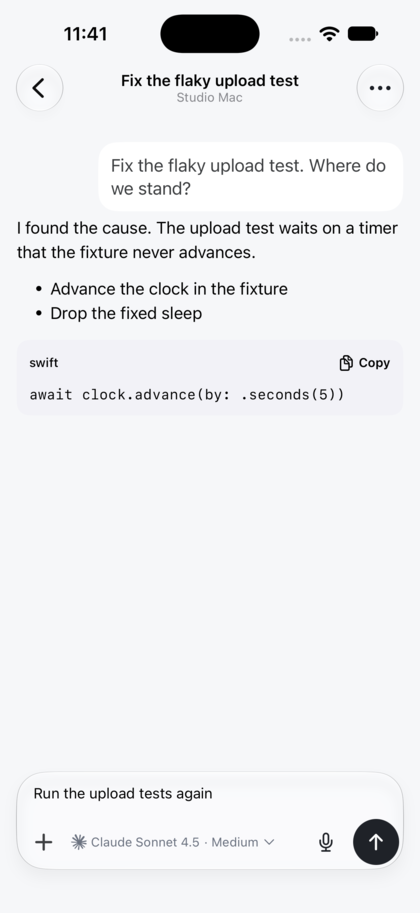 11:41
Fix the flaky upload test
Studio Mac
Fix the flaky upload test. Where do
we stand?
I found the cause. The upload test waits on a timer
that the fixture never advances.
• Advance the clock in the fixture
• Drop the fixed sleep
swift Copy
await clock.advance(by: .seconds(5))
Run the upload tests again
Claude Sonnet 4.5 · Medium